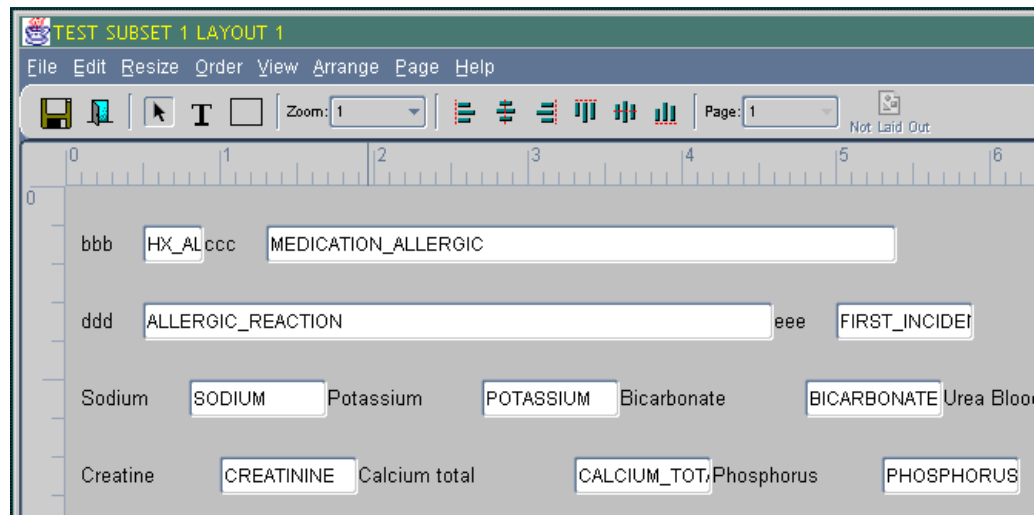 TEST SUBSET 1 LAYOUT 1
File Edit Resize Order View Arrange Page Help
T Zoom: 1 Page: 1 Not Laid Out
0 1 2 3 4 5 6
0
bbb HX_AL ccc MEDICATION_ALLERGIC
ddd ALLERGIC_REACTION eee FIRST_INCIDEN
Sodium SODIUM Potassium POTASSIUM Bicarbonate BICARBONATE Urea Bloo
Creatine CREATININE Calcium total CALCIUM_TOTA Phosphorus PHOSPHORUS